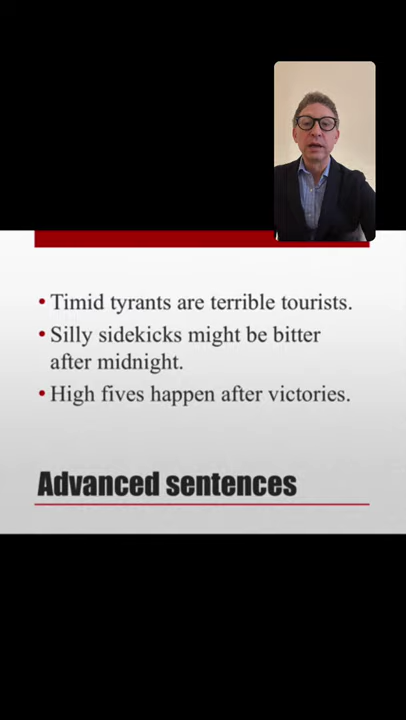 • Timid tyrants are terrible tourists.
• Silly sidekicks might be bitter
after midnight.
• High fives happen after victories.
Advanced sentences